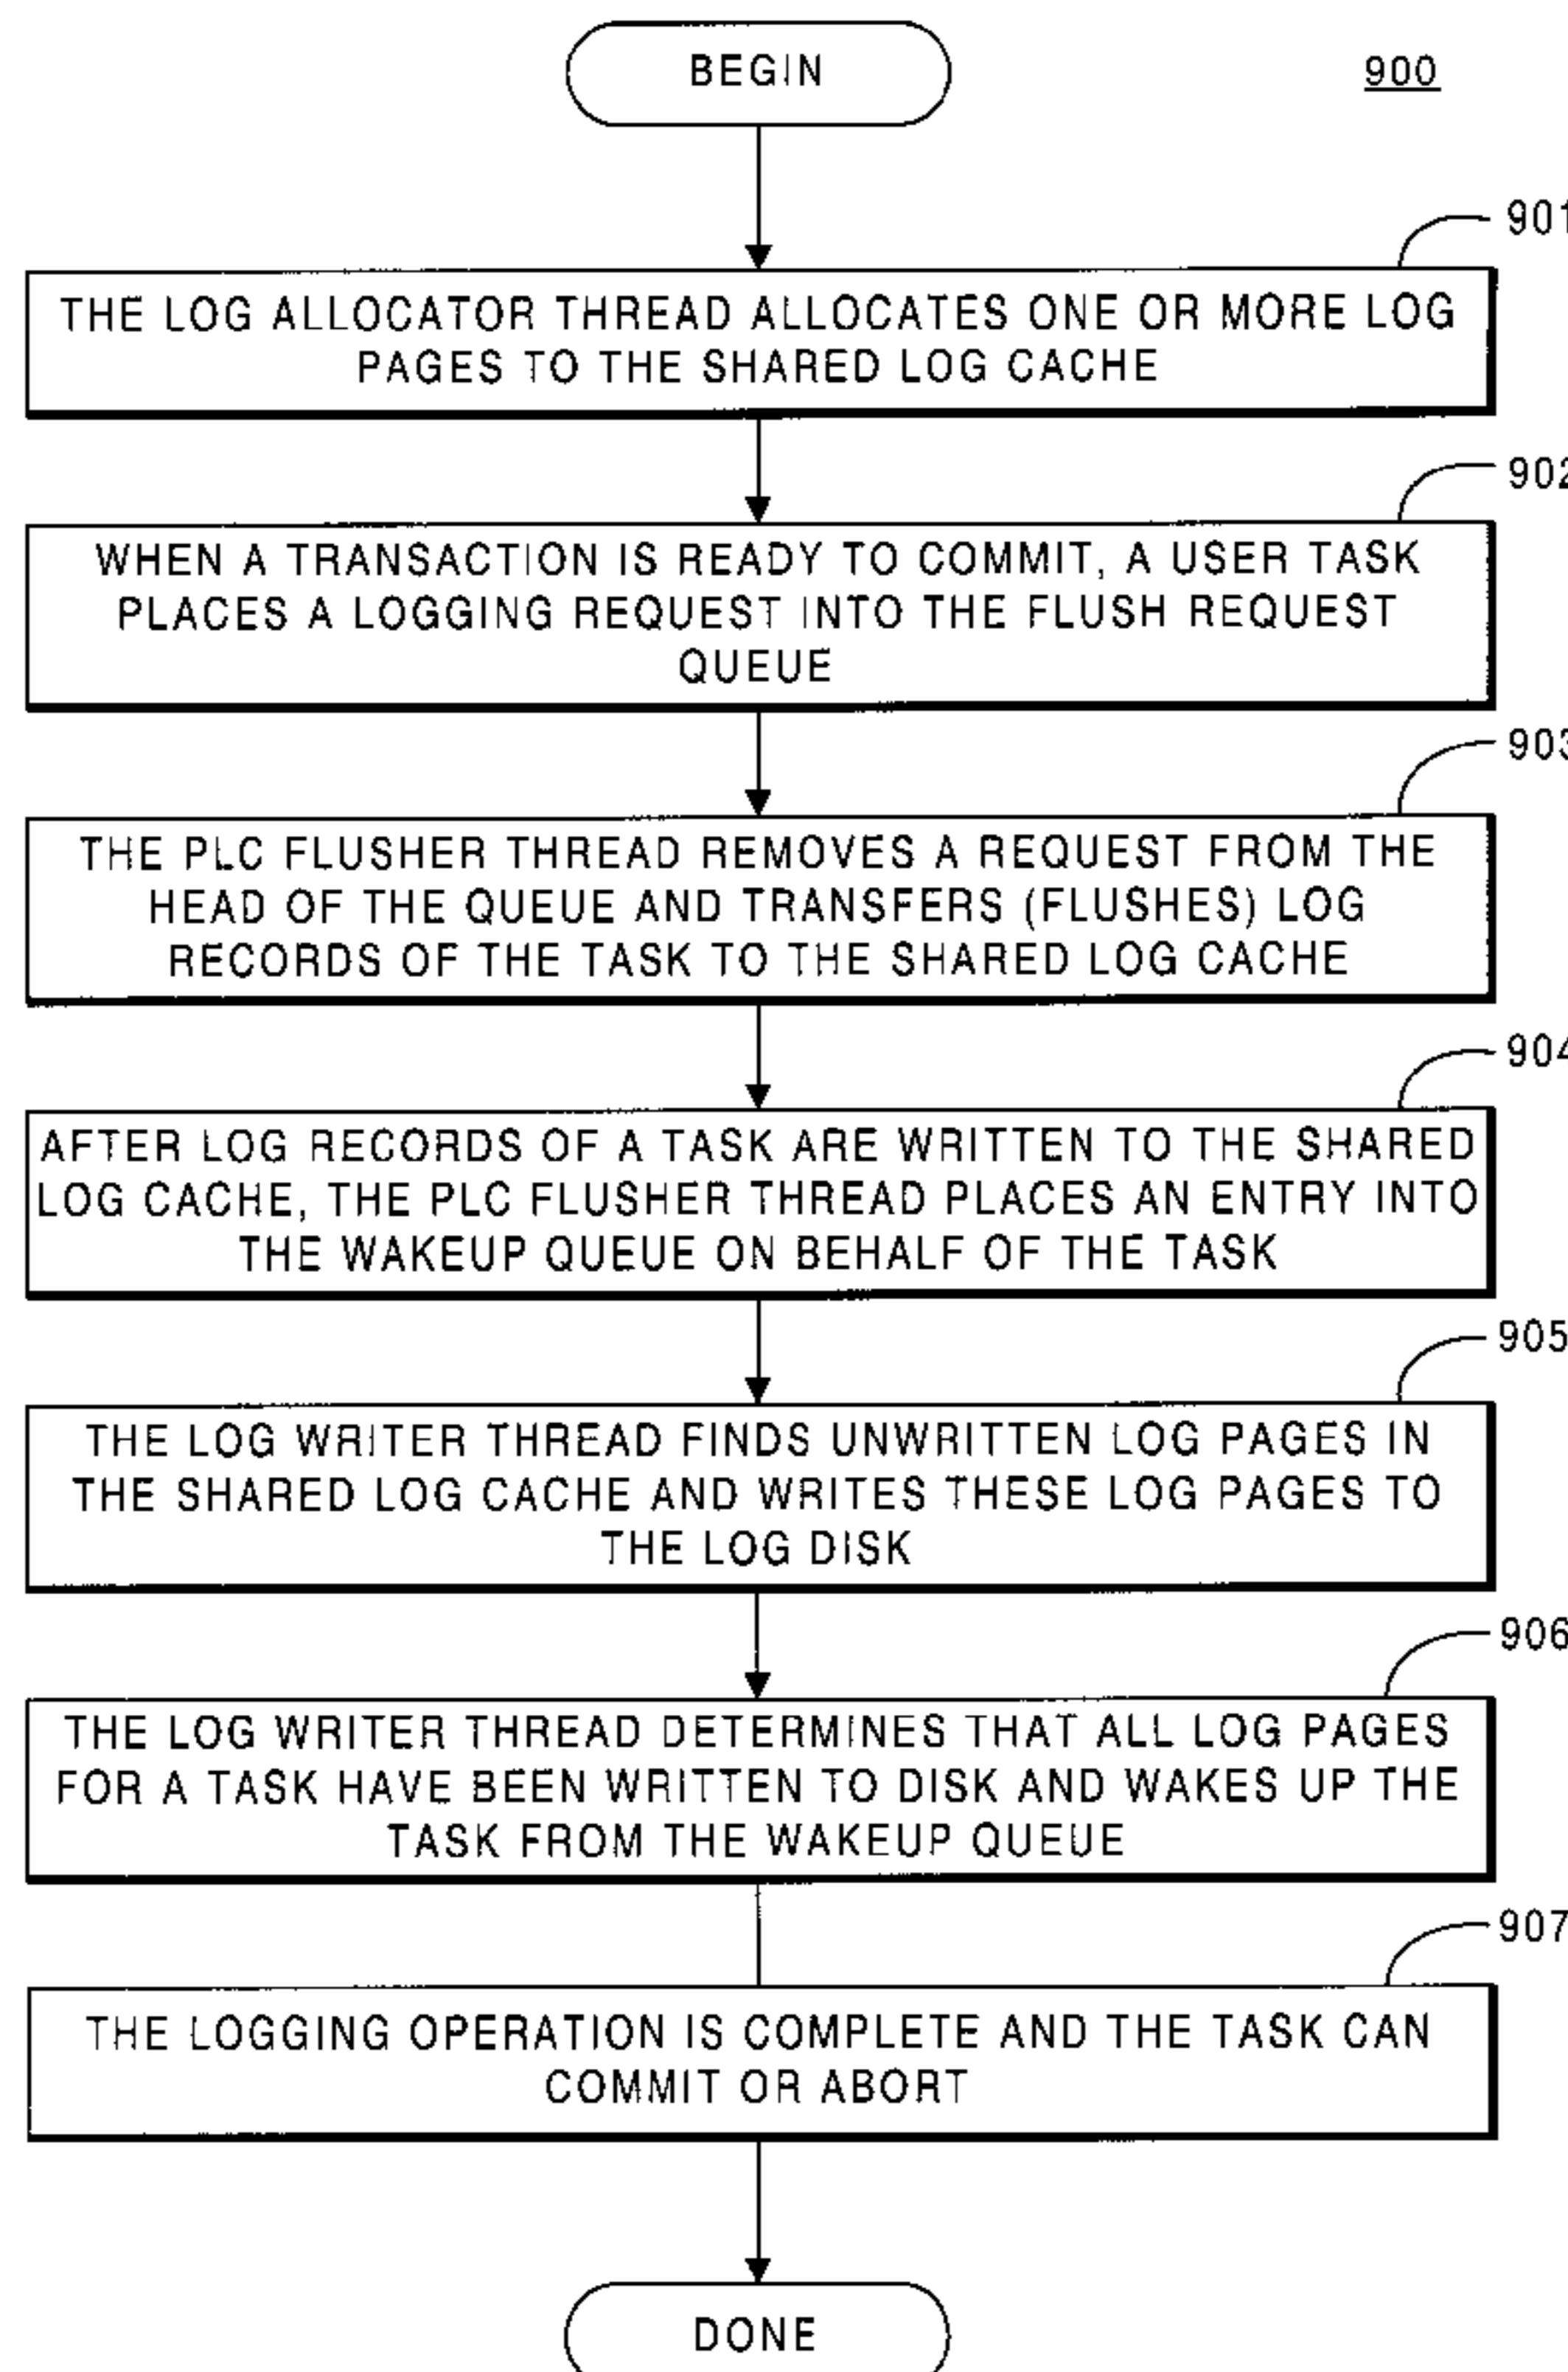 BEGIN
900
901
THE LOG ALLOCATOR THREAD ALLOCATES ONE OR MORE LOG
PAGES TO THE SHARED LOG CACHE
902
WHEN A TRANSACTION IS READY TO COMMIT, A USER TASK
PLACES A LOGGING REQUEST INTO THE FLUSH REQUEST
QUEUE
903
THE PLC FLUSHER THREAD REMOVES A REQUEST FROM THE
HEAD OF THE QUEUE AND TRANSFERS (FLUSHES) LOG
RECORDS OF THE TASK TO THE SHARED LOG CACHE
904
AFTER LOG RECORDS OF A TASK ARE WRITTEN TO THE SHARED
LOG CACHE, THE PLC FLUSHER THREAD PLACES AN ENTRY INTO
THE WAKEUP QUEUE ON BEHALF OF THE TASK
905
THE LOG WRITER THREAD FINDS UNWRITTEN LOG PAGES IN
THE SHARED LOG CACHE AND WRITES THESE LOG PAGES TO
THE LOG DISK
906
THE LOG WRITER THREAD DETERMINES THAT ALL LOG PAGES
FOR A TASK HAVE BEEN WRITTEN TO DISK AND WAKES UP THE
TASK FROM THE WAKEUP QUEUE
907
THE LOGGING OPERATION IS COMPLETE AND THE TASK CAN
COMMIT OR ABORT
DONE